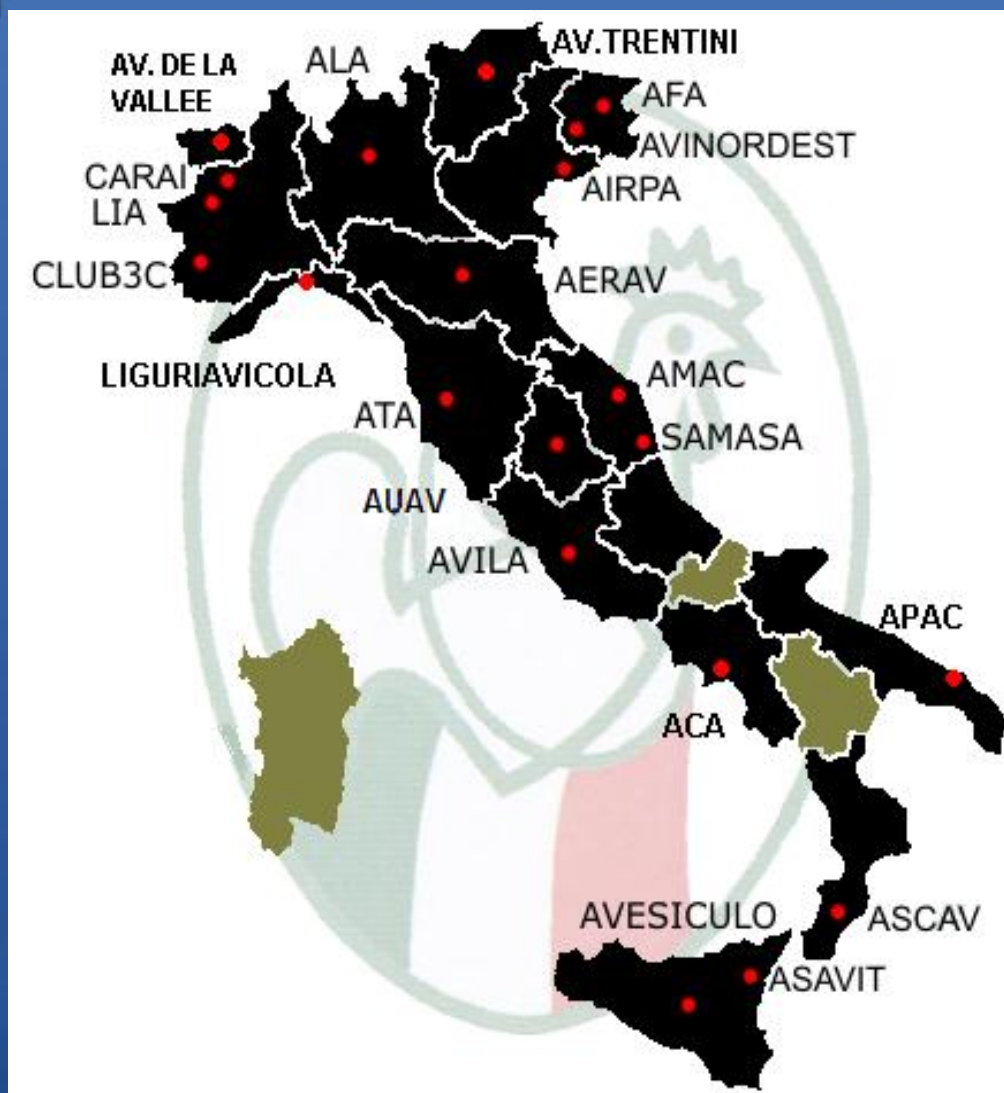 AV.TRENTINI
ALA
AV. DE LA
VALLEE
AFA
AVINORDEST
CARAI
AIRPA
LIA
CLUB3C
AERAV
LIGURIAVICOLA
AMAC
ATA
SAMASA
AUAV
AVILA
APAC
ACA
AVESICULO
ASCAV
ASAVIT